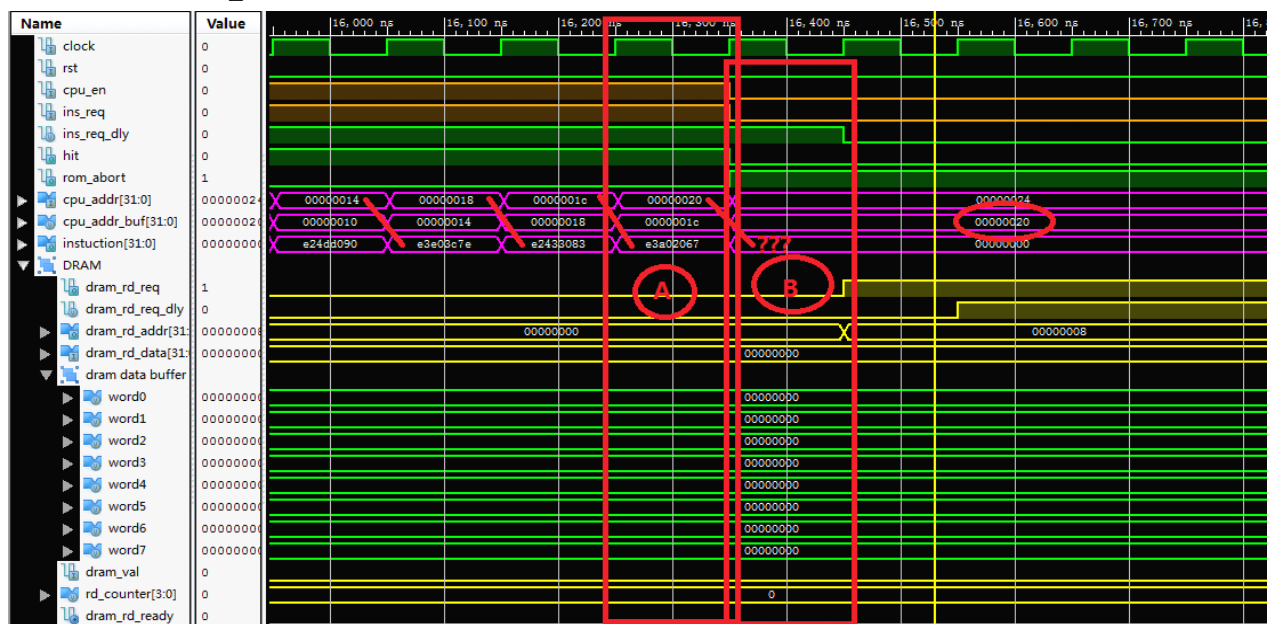 Name Value 16,000 ns 16,100 ns 16,200 ns 16,300 ns 16,400 ns 16,500 ns 16,600 ns 16,700 ns 16,
clock 0
rst 0
cpu_en 0
ins_req 0
ins_req_dly 0
hit 0
rom_abort 1
cpu_addr[31:0] 00000024 00000014 00000018 0000001c 00000020 00000024
cpu_addr_buf[31:0] 00000020 00000010 00000014 00000018 0000001c 00000020
instuction[31:0] 00000000 e24dd090 e3e03c7e e2433083 e3a02067 ??? 00000000
DRAM
dram_rd_req 1 A B
dram_rd_req_dly 0
dram_rd_addr[31: 00000008 00000000 00000008
dram_rd_data[31: 00000000 00000000
dram data buffer
word0 00000000 00000000
word1 00000000 00000000
word2 00000000 00000000
word3 00000000 00000000
word4 00000000 00000000
word5 00000000 00000000
word6 00000000 00000000
word7 00000000 00000000
dram_val 0
rd_counter[3:0] 0 0
dram_rd_ready 0